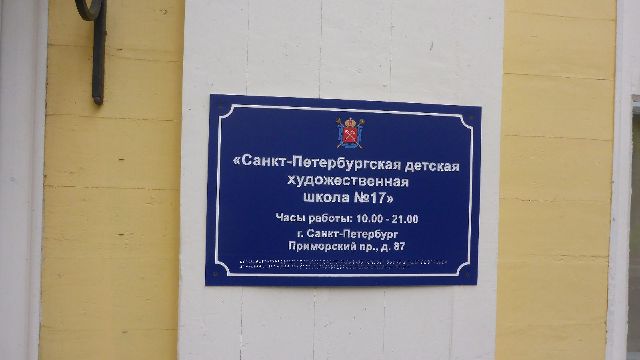 «Санкт-Петербургская детская
художественная
школа №17»
Часы работы: 10.00 - 21.00
г. Санкт-Петербург
Приморский пр., д. 87